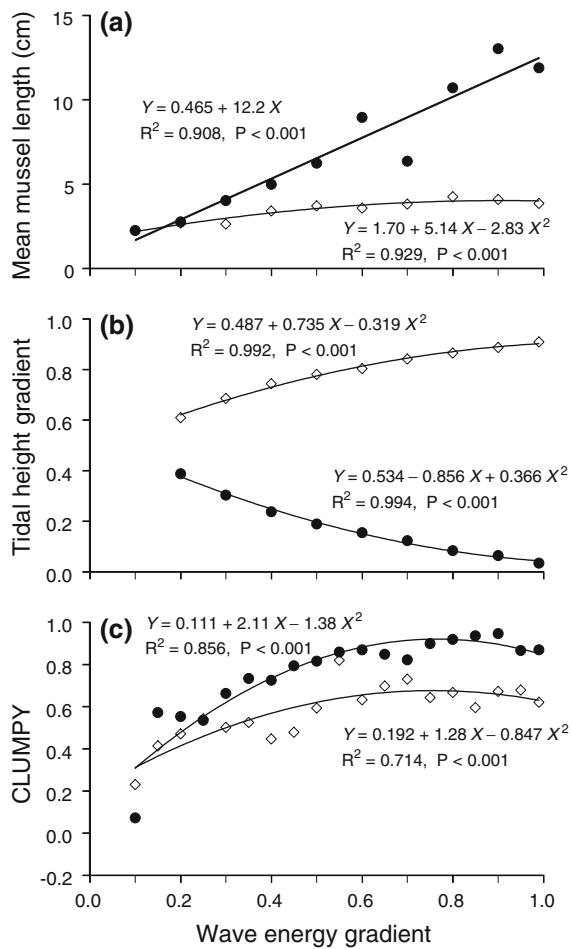 (a)
15
10
5
0
Mean mussel length (cm)
Y = 0.465 + 12.2 X
R² = 0.908, P < 0.001
Y = 1.70 + 5.14 X − 2.83 X²
R² = 0.929, P < 0.001
(b)
1.0
0.8
0.6
0.4
0.2
0.0
Tidal height gradient
Y = 0.487 + 0.735 X − 0.319 X²
R² = 0.992, P < 0.001
Y = 0.534 − 0.856 X + 0.366 X²
R² = 0.994, P < 0.001
(c)
1.0
0.8
0.6
0.4
0.2
0.0
-0.2
CLUMPY
Y = 0.111 + 2.11 X − 1.38 X²
R² = 0.856, P < 0.001
Y = 0.192 + 1.28 X − 0.847 X²
R² = 0.714, P < 0.001
0.0 0.2 0.4 0.6 0.8 1.0
Wave energy gradient